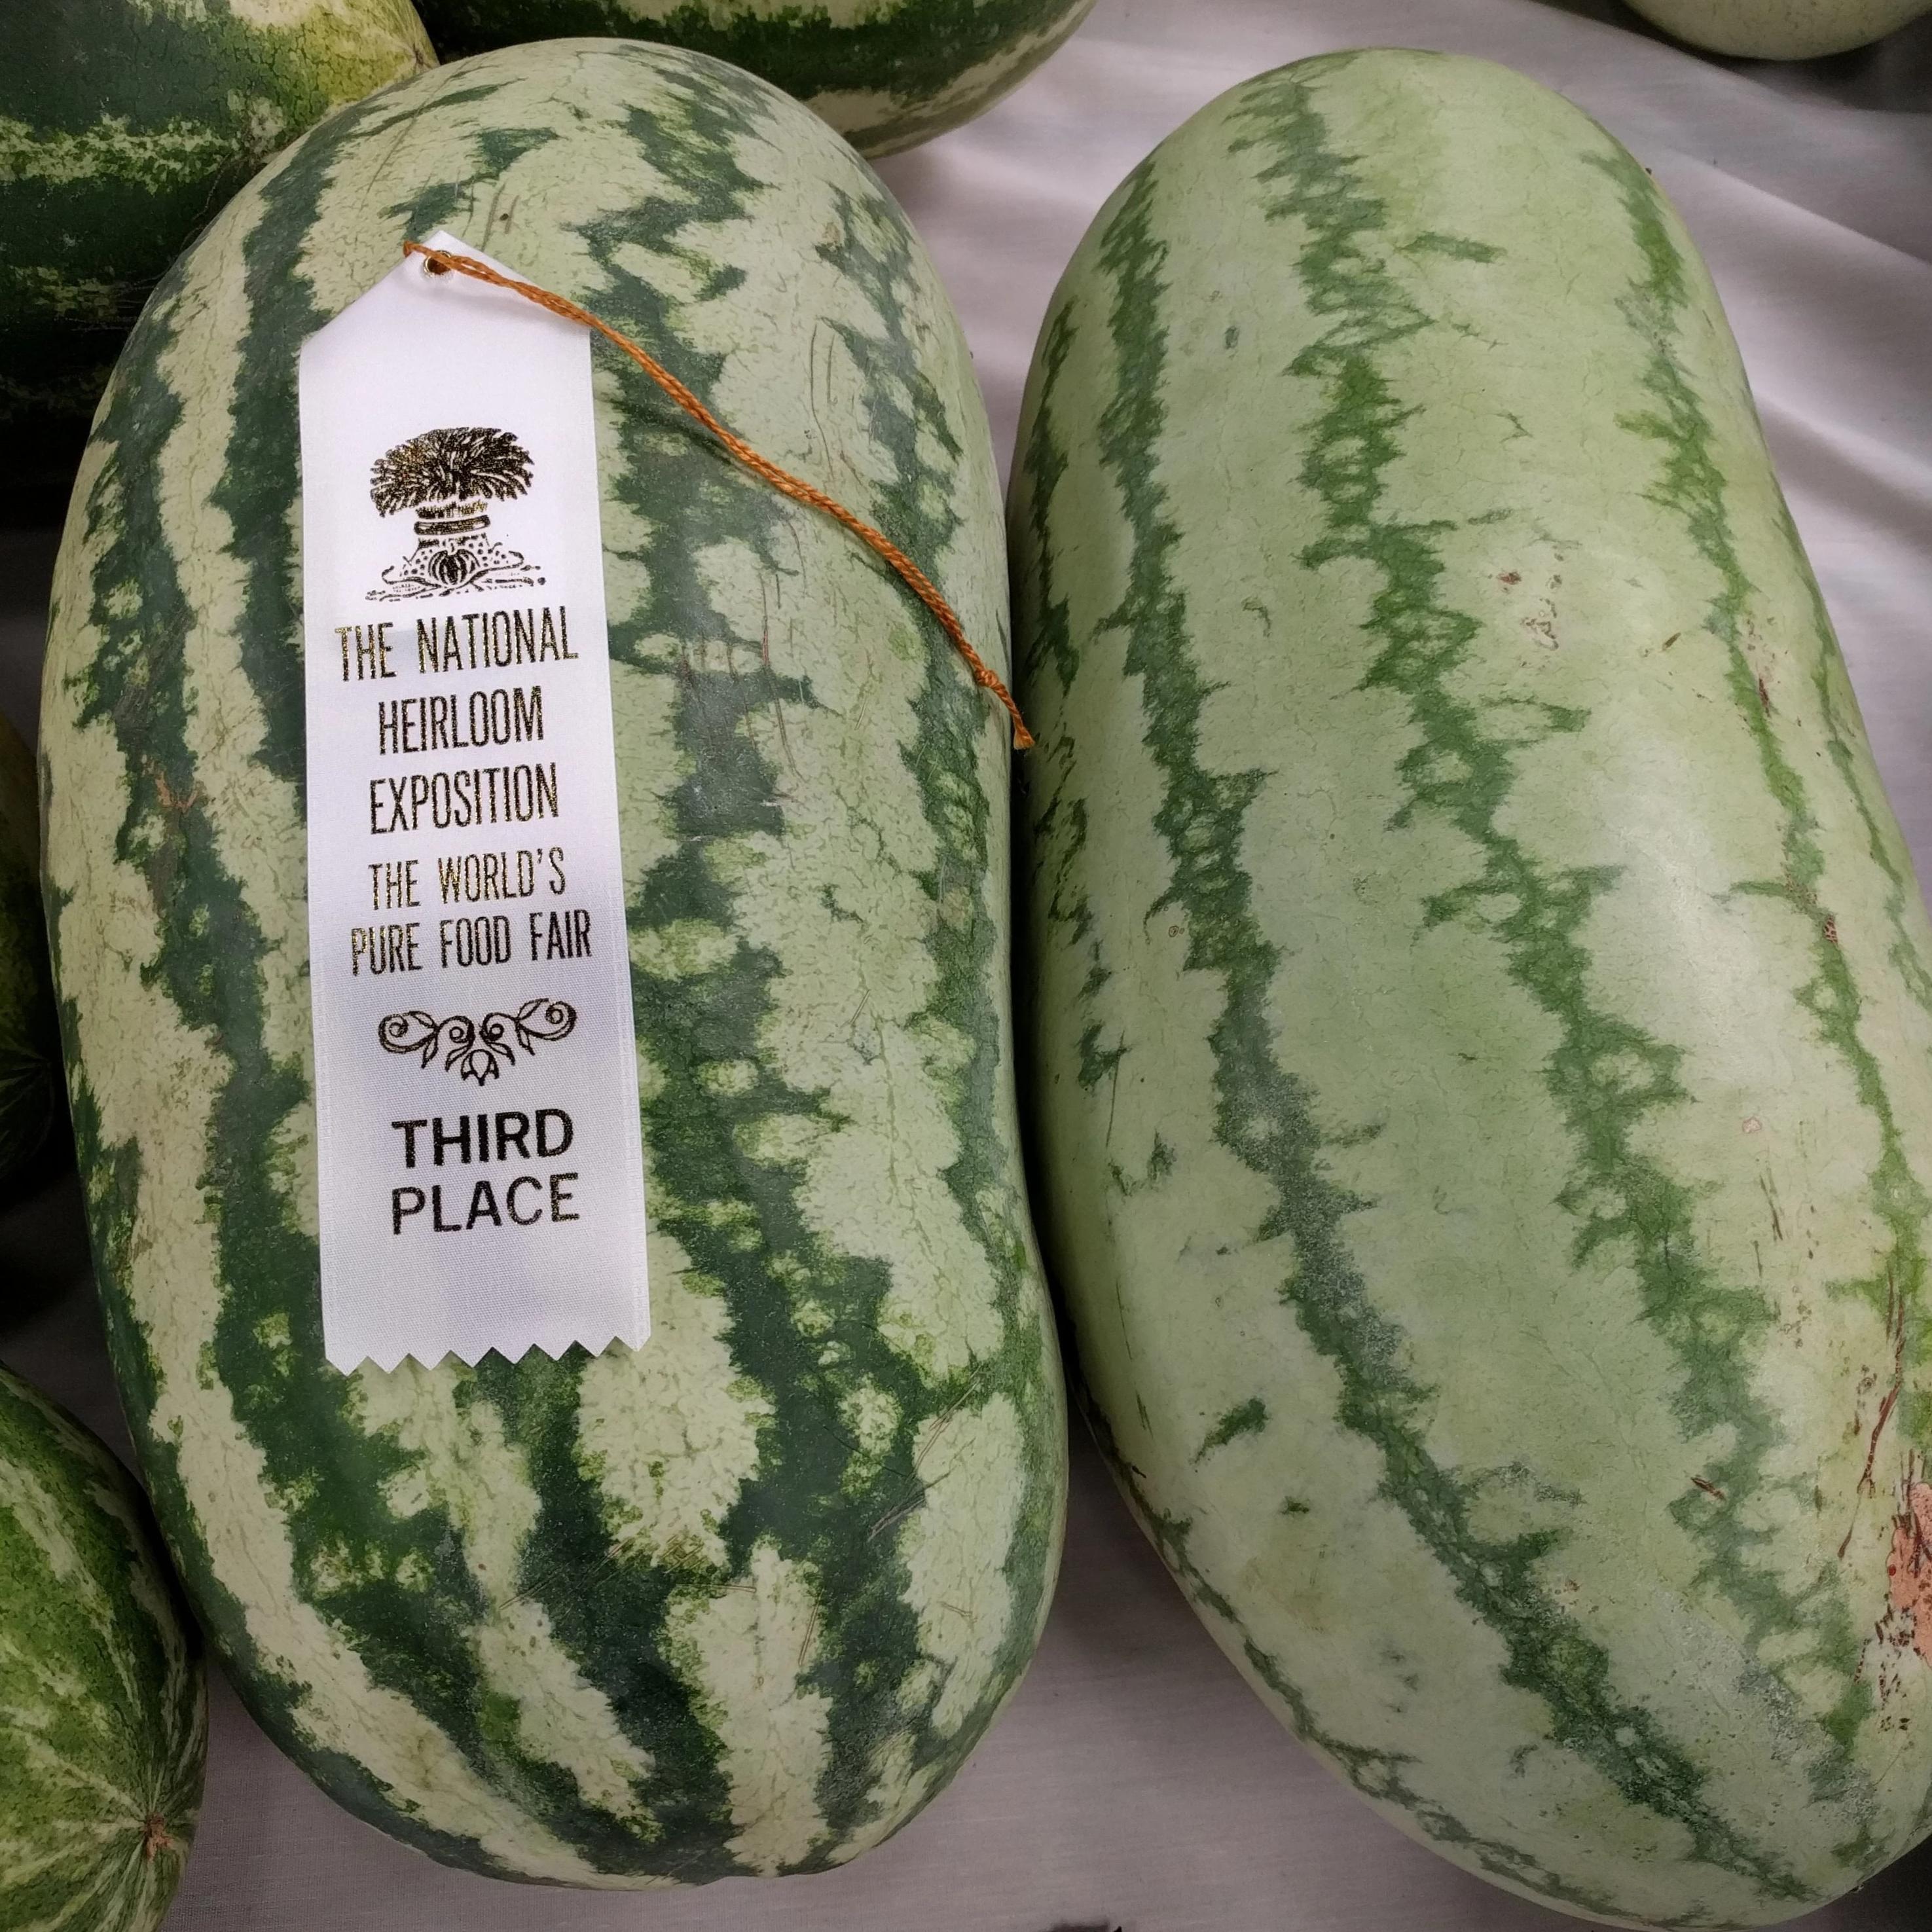 THE NATIONAL
HEIRLOOM
EXPOSITION
THE WORLD'S
PURE FOOD FAIR
THIRD
PLACE